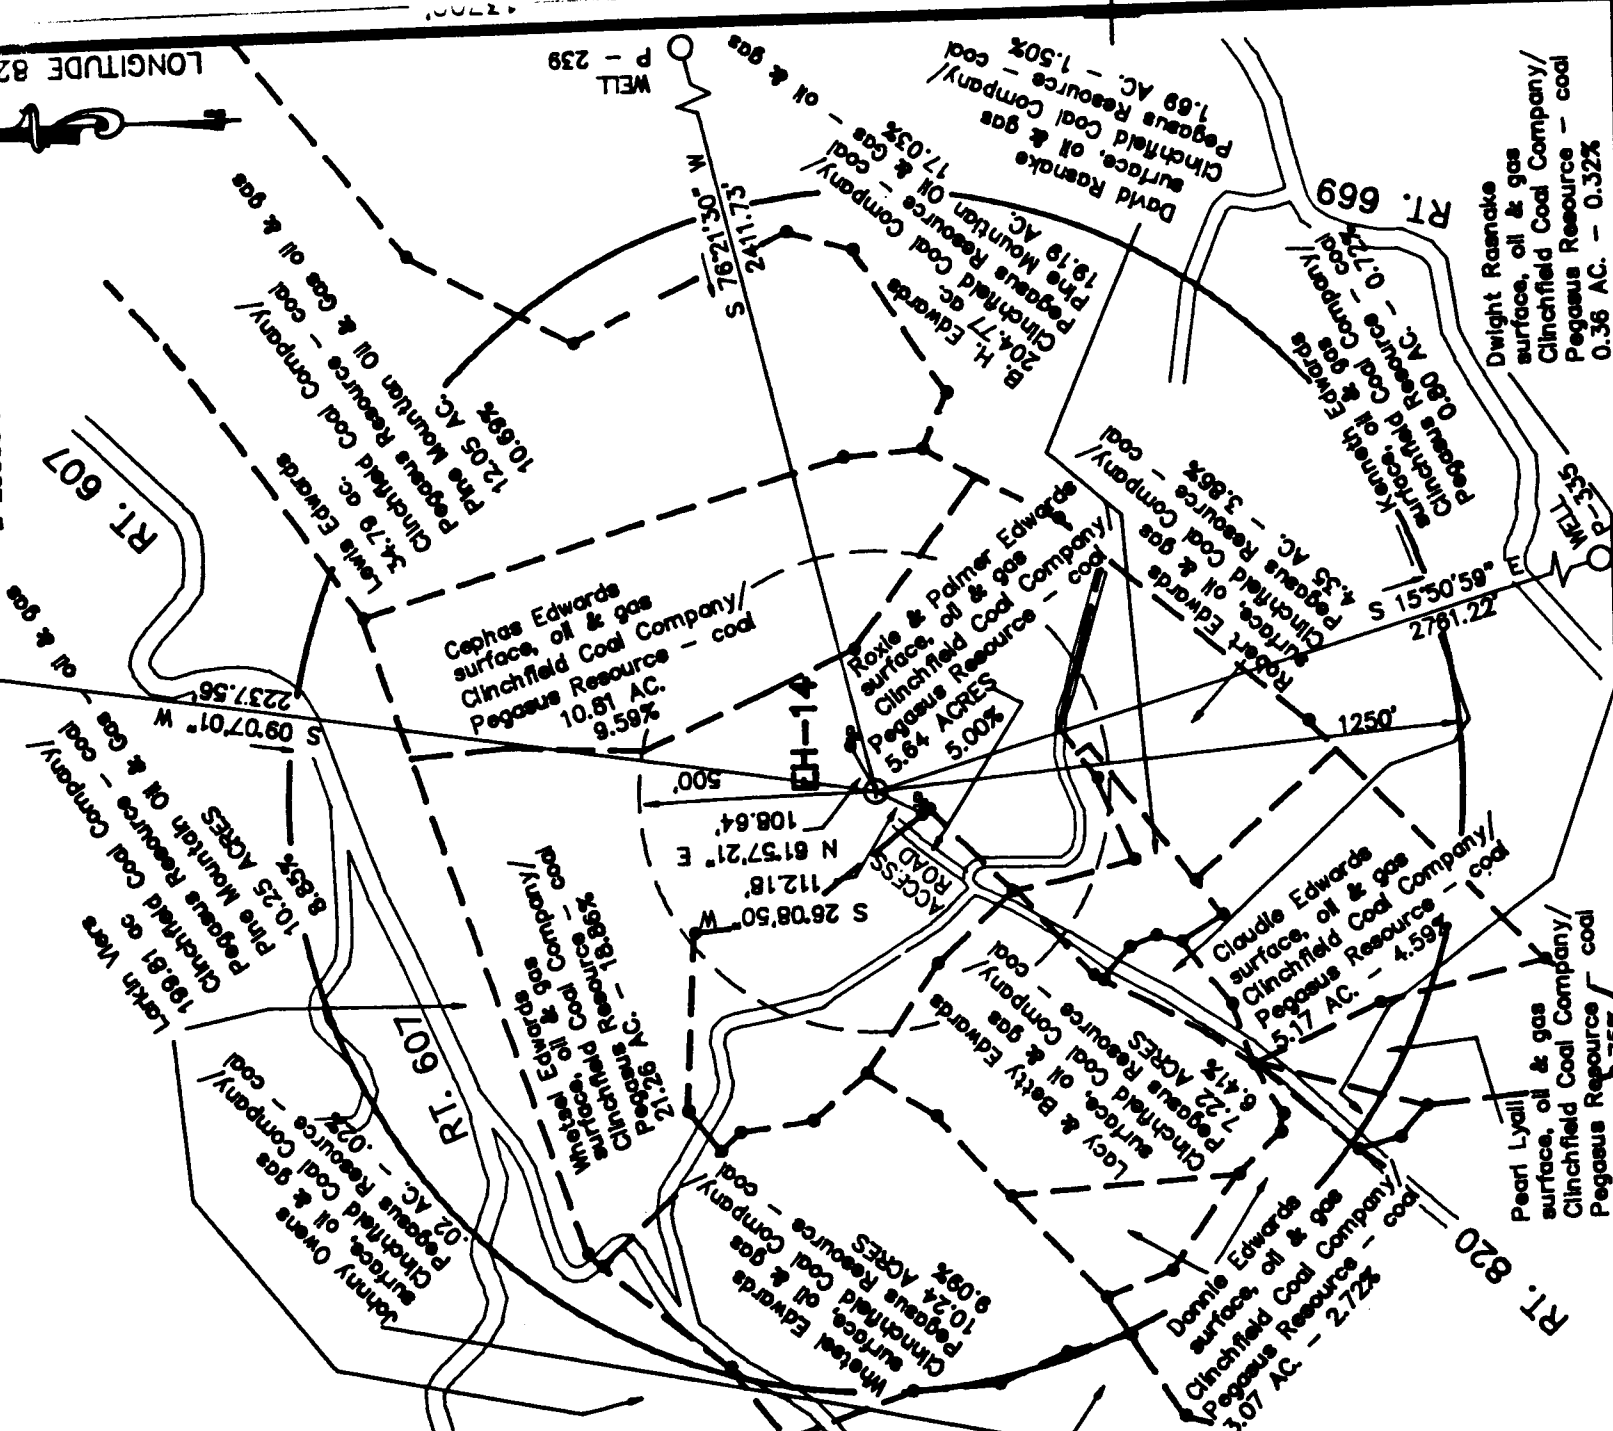 13700'
LONGITUDE 82
WELL
P - 239
S 76°21'30" W
2411.73'
oil & gas
David Rasnake
surface, oil & gas
Clinchfield Coal Company/
Pegasus Resource - coal
1.69 AC. - 1.50%
B. H. Edwards
204.77 ac.
Clinchfield Coal Company/
Pegasus Resource - coal
Pine Mountian Oil & Gas - oil & gas
19.19 AC.
17.03%
RT. 669
Dwight Rasnake
surface, oil & gas
Clinchfield Coal Company/
Pegasus Resource - coal
0.36 AC. - 0.32%
Kenneth Edwards
surface, oil & gas
Clinchfield Coal Company/
Pegasus Resource - coal
0.80 AC. - 0.72%
WELL
P-335
S 15°50'59" E
2781.22'
RT. 607
Lewis Edwards
34.79 ac.
Clinchfield Coal Company/
Pegasus Resource - coal
Pine Mountian Oil & Gas oil & gas
12.05 AC.
10.69%
Cephas Edwards
surface, oil & gas
Clinchfield Coal Company/
Pegasus Resource - coal
10.81 AC.
9.59%
Roxie & Palmer Edwards
surface, oil & gas
Clinchfield Coal Company/
Pegasus Resource - coal
5.64 ACRES
5.00%
Robert Edwards
surface, oil & gas
Clinchfield Coal Company/
Pegasus Resource - coal
4.35 AC. - 3.86%
2237.56'
S 09°07'01" W
EH-14
500'
1250'
108.64'
N 61°57'21" E
112.18'
S 26°08'50" W
ACCESS
ROAD
Larkin Viers
199.81 ac
Clinchfield Coal Company/
Pegasus Resource - coal
Pine Mountain Oil & Gas - oil & gas
10.25 ACRES
8.85%
Whetsel Edwards
surface, oil & gas
Clinchfield Coal Company/
Pegasus Resource - coal
21.26 AC. - 18.86%
Claudie Edwards
surface, oil & gas
Clinchfield Coal Company/
Pegasus Resource - coal
5.17 AC. - 4.59%
Lacy & Betty Edwards
surface, oil & gas
Clinchfield Coal Company/
Pegasus Resource - coal
7.22 ACRES
6.41%
RT. 607
Johnny Owens
surface, oil & gas
Clinchfield Coal Company/
Pegasus Resource - coal
.02 AC. - .02%
Whetsel Edwards
surface, oil & gas
Clinnchfield Coal Company/
Pegasus Resource - coal
10.24 ACRES
9.09%
Donnie Edwards
surface, oil & gas
Clinchfield Coal Company/
Pegasus Resource - coal
3.07 AC. - 2.72%
Pearl Lyall
surface, oil & gas
Clinchfield Coal Company/
Pegasus Resource - coal
RT. 820